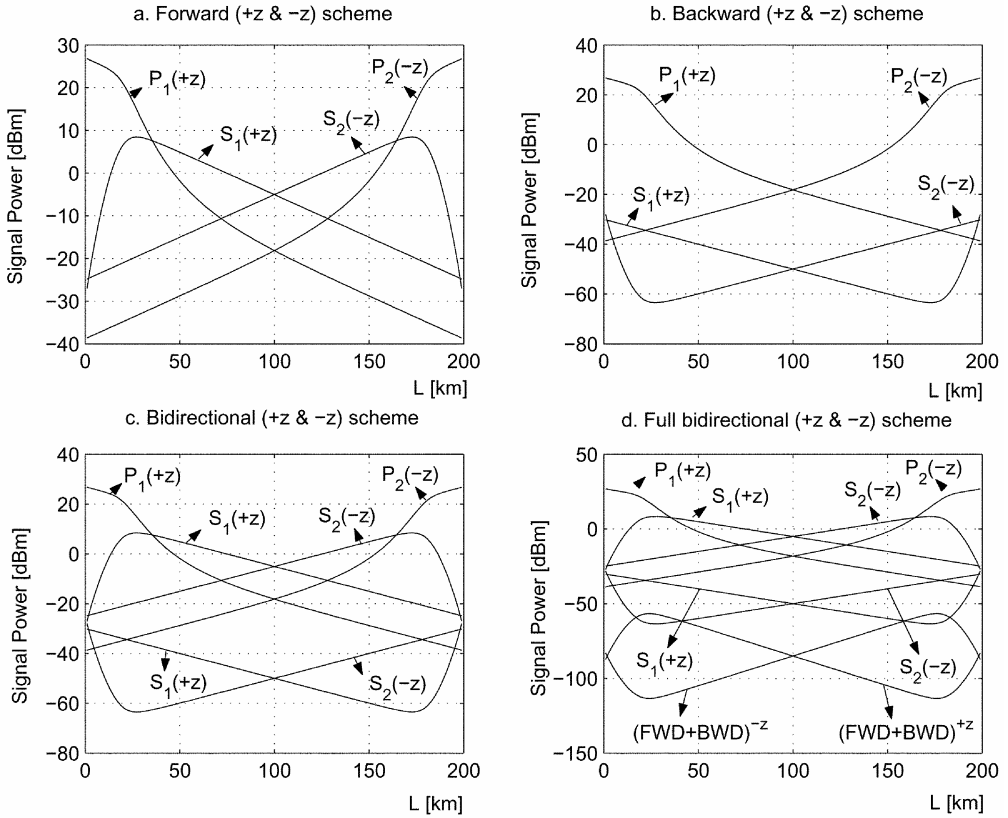 a. Forward (+z & −z) scheme
30
20
10
0
−10
−20
−30
−40
Signal Power [dBm]
P1(+z)
P2(−z)
S1(+z)
S2(−z)
0
50
100
150
200
L [km]
b. Backward (+z & −z) scheme
40
20
0
−20
−40
−60
−80
Signal Power [dBm]
P1(+z)
P2(−z)
S1(+z)
S2(−z)
0
50
100
150
200
L [km]
c. Bidirectional (+z & −z) scheme
40
20
0
−20
−40
−60
−80
Signal Power [dBm]
P1(+z)
P2(−z)
S1(+z)
S2(−z)
S1(+z)
S2(−z)
0
50
100
150
200
L [km]
d. Full bidirectional (+z & −z) scheme
50
0
−50
−100
−150
Signal Power [dBm]
P1(+z)
P2(−z)
S1(+z)
S2(−z)
S1(+z)
S2(−z)
(FWD+BWD)−z
(FWD+BWD)+z
0
50
100
150
200
L [km]